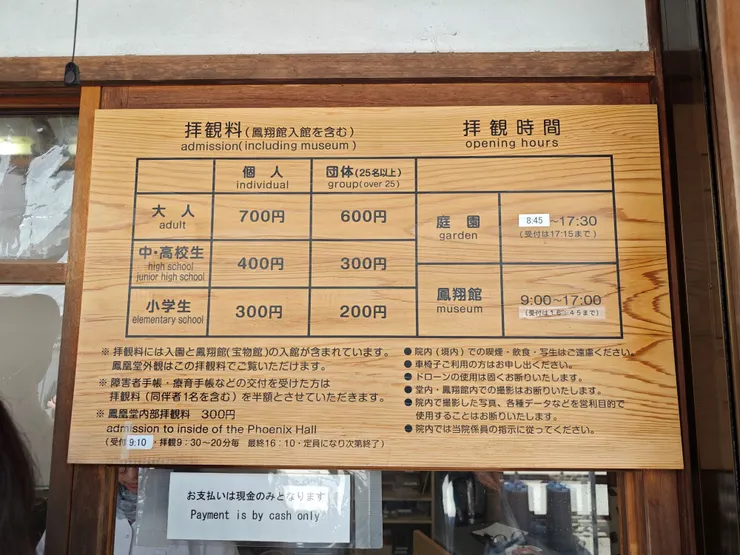 拝観料(鳳翔館入館を含む)
admission(including museum)
個人
individual
団体(25名以上)
group(over 25)
大人
adult
700円
600円
中・高校生
high school
junior high school
400円
300円
小学生
elementary school
300円
200円
拝観時間
opening hours
庭園
garden
8:45~17:30
(受付は17:15まで)
鳳翔館
museum
9:00~17:00
(受付は16:45まで)
※拝観料には入園と鳳翔館(宝物館)の入館が含まれています。
鳳凰堂外観はこの拝観料でご覧いただけます。
※障害者手帳・療育手帳などの交付を受けた方は
拝観料(同伴者1名を含む)を半額とさせていただきます。
※鳳凰堂内部拝観料 300円
admission to inside of the Phoenix Hall
(受付9:10・拝観9:30~20分毎 最終16:10・定員になり次第終了)
●院内(境内)での喫煙・飲食・写生はご遠慮ください。
●車椅子ご利用の方はお申し出ください。
●ドローンの使用は固くお断りいたします。
●堂内・鳳翔館内での撮影はお断りいたします。
●院内で撮影した写真、各種データなどを営利目的で
使用することはお断りいたします。
●院内では当院係員の指示に従ってください。
お支払いは現金のみとなります
Payment is by cash only